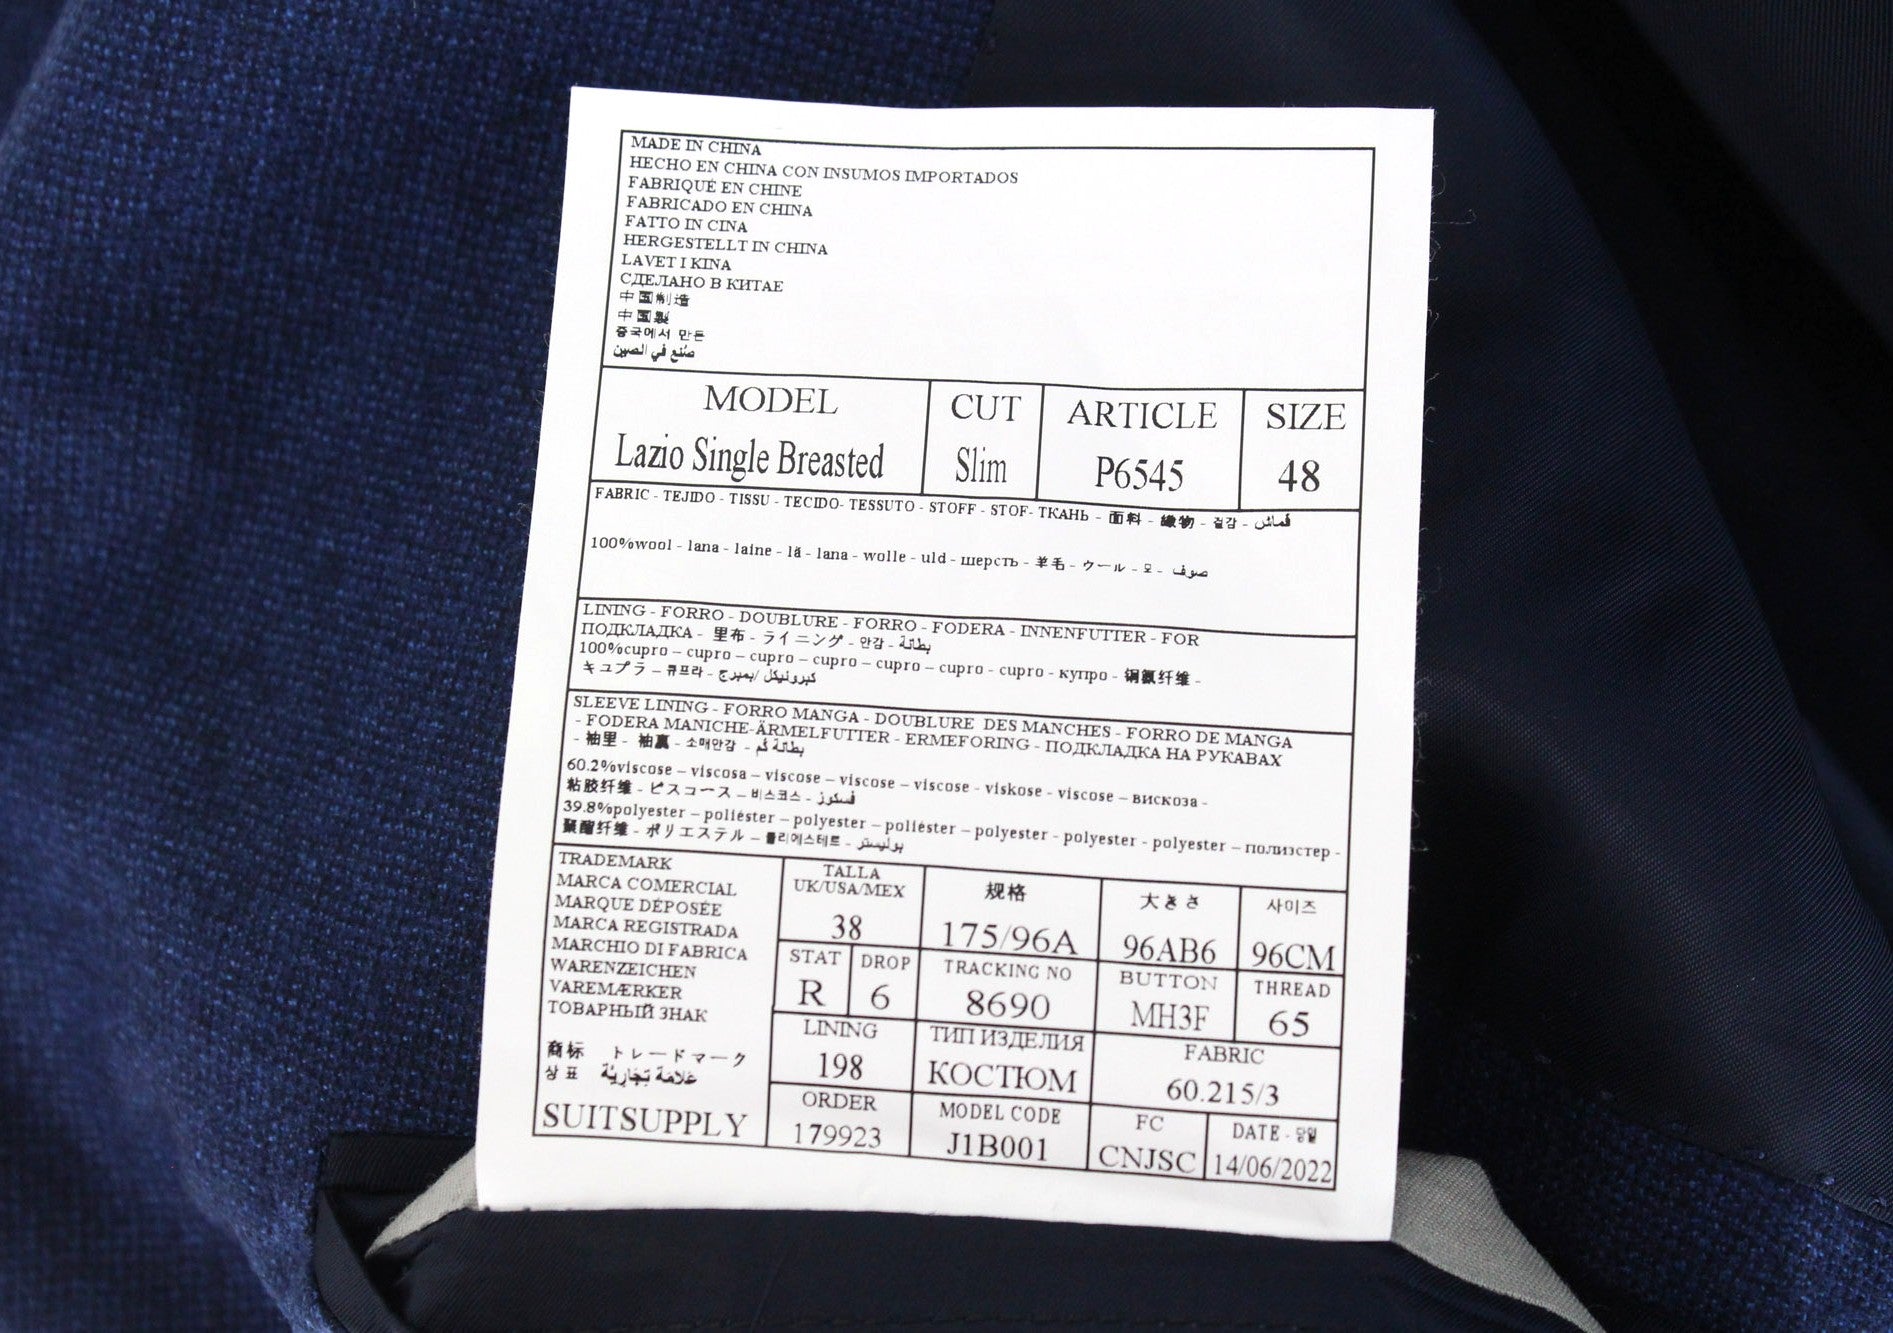 MADE IN CHINA
HECHO EN CHINA CON INSUMOS IMPORTADOS
FABRIQUÉ EN CHINE
FABRICADO EN CHINA
FATTO IN CINA
HERGESTELLT IN CHINA
LAVET I KINA
СДЕЛАНО В КИТАЕ
中国制造
中国製
중국에서 만든
صُنع في الصين
MODEL CUT ARTICLE SIZE
Lazio Single Breasted Slim P6545 48
FABRIC - TEJIDO - TISSU - TECIDO- TESSUTO - STOFF - STOF- ТКАНЬ - 面料 - 織物 - 겉감 - قماش
100%wool - lana - laine - lã - lana - wolle - uld - шерсть - 羊毛 - ウール - 모 - صوف
LINING - FORRO - DOUBLURE - FORRO - FODERA - INNENFUTTER - FOR
ПОДКЛАДКА - 里布 - ライニング - 안감 - بطانة
100%cupro – cupro – cupro – cupro – cupro – cupro - cupro - купро - 铜氨纤维 -
キュプラ – 큐프라 - كبرونيكل /بمبرج
SLEEVE LINING - FORRO MANGA - DOUBLURE DES MANCHES - FORRO DE MANGA
- FODERA MANICHE-ÄRMELFUTTER - ERMEFORING - ПОДКЛАДКА НА РУКАВАХ
- 袖里 - 袖裏 - 소매안감 - بطانة كم
60.2%viscose – viscosa – viscose – viscose – viscose - viskose - viscose – вискоза -
粘胶纤维 - ビスコース – 비스코스 - فسكوز
39.8%polyester – poliéster – polyester – poliéster – polyester - polyester - polyester – полиэстер -
聚酯纤维 - ポリエステル – 폴리에스테르 - بوليستر
TRADEMARK
MARCA COMERCIAL
MARQUE DÉPOSÉE
MARCA REGISTRADA
MARCHIO DI FABRICA
WARENZEICHEN
VAREMÆRKER
ТОВАРНЫЙ ЗНАК
商标 トレードマーク
상표 عَلامَة تِجَارِيَّة
SUITSUPPLY
TALLA
UK/USA/MEX 规格 大きさ 사이즈
38 175/96A 96AB6 96CM
STAT DROP TRACKING NO BUTTON THREAD
R 6 8690 MH3F 65
LINING ТИП ИЗДЕЛИЯ FABRIC
198 КОСТЮМ 60.215/3
ORDER MODEL CODE FC DATE -
179923 J1B001 CNJSC 14/06/2022